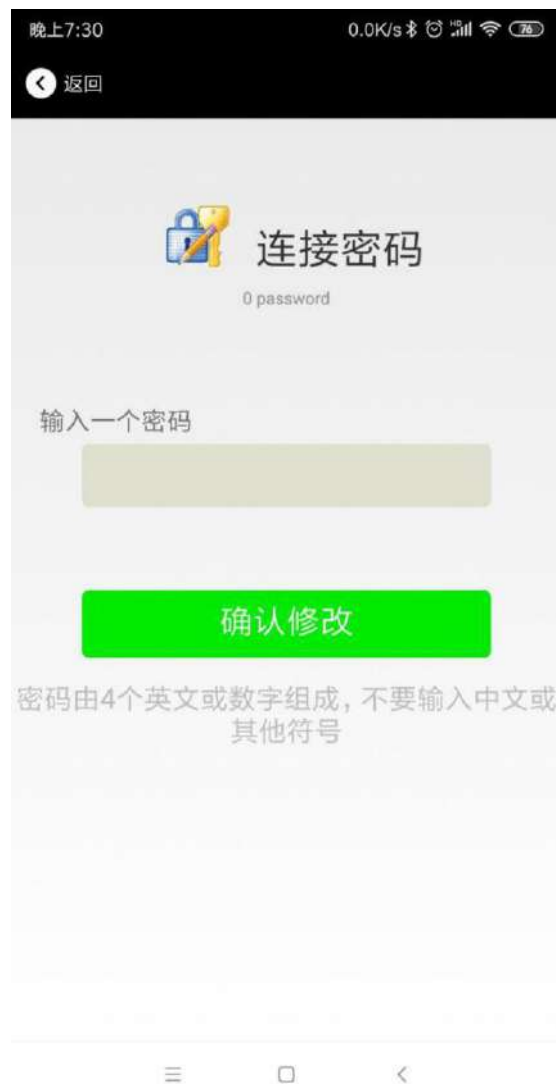 晚上7:30 0.0K/s HD 76
返回
连接密码
0 password
输入一个密码
确认修改
密码由4个英文或数字组成，不要输入中文或
其他符号